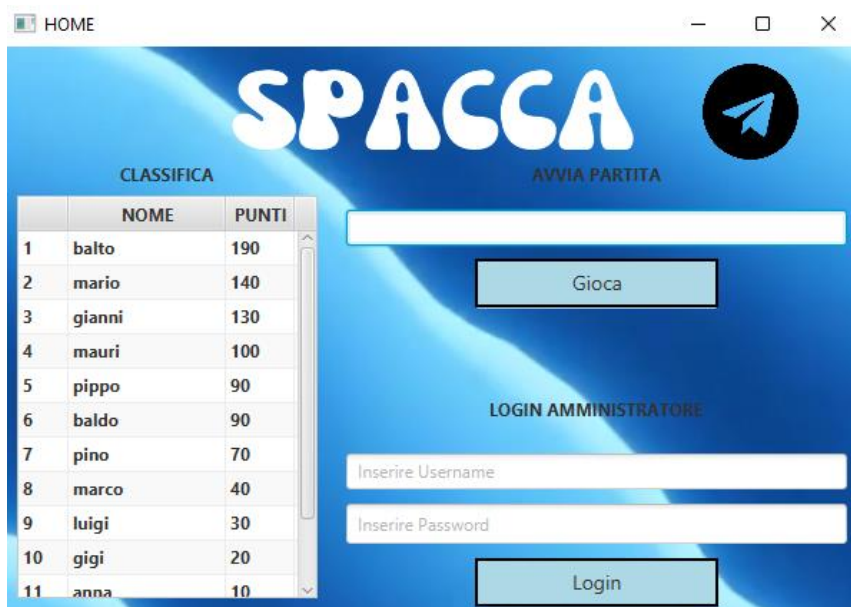 HOME
SPACCA
CLASSIFICA
NOME PUNTI
1 balto 190
2 mario 140
3 gianni 130
4 mauri 100
5 pippo 90
6 baldo 90
7 pino 70
8 marco 40
9 luigi 30
10 gigi 20
11 anna 10
AVVIA PARTITA
Gioca
LOGIN AMMINISTRATORE
Inserire Username
Inserire Password
Login